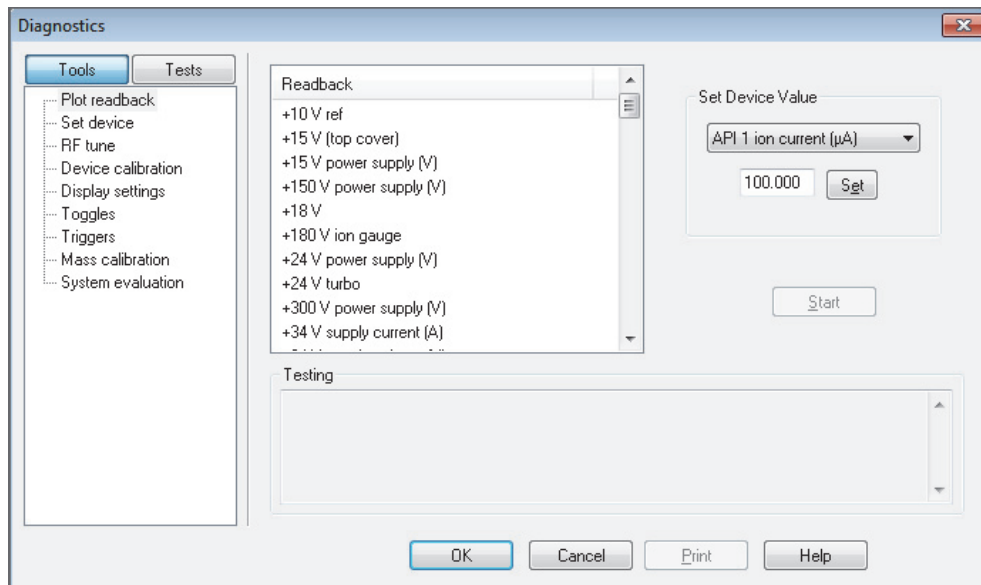 Diagnostics
Tools
Tests
Plot readback
Set device
RF tune
Device calibration
Display settings
Toggles
Triggers
Mass calibration
System evaluation
Readback
+10 V ref
+15 V (top cover)
+15 V power supply (V)
+150 V power supply (V)
+18 V
+180 V ion gauge
+24 V power supply (V)
+24 V turbo
+300 V power supply (V)
+34 V supply current (A)
Set Device Value
API 1 ion current (µA)
100.000
Set
Start
Testing
OK
Cancel
Print
Help